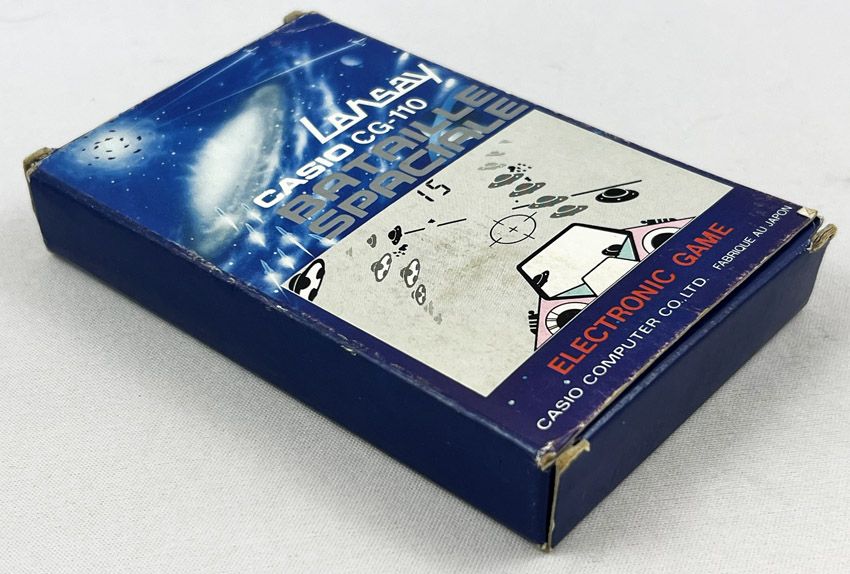 Lansay
CASIO CG-110
BATAILLE
SPACIALE
15
ELECTRONIC GAME
CASIO COMPUTER CO.,LTD. FABRIQUE AU JAPON